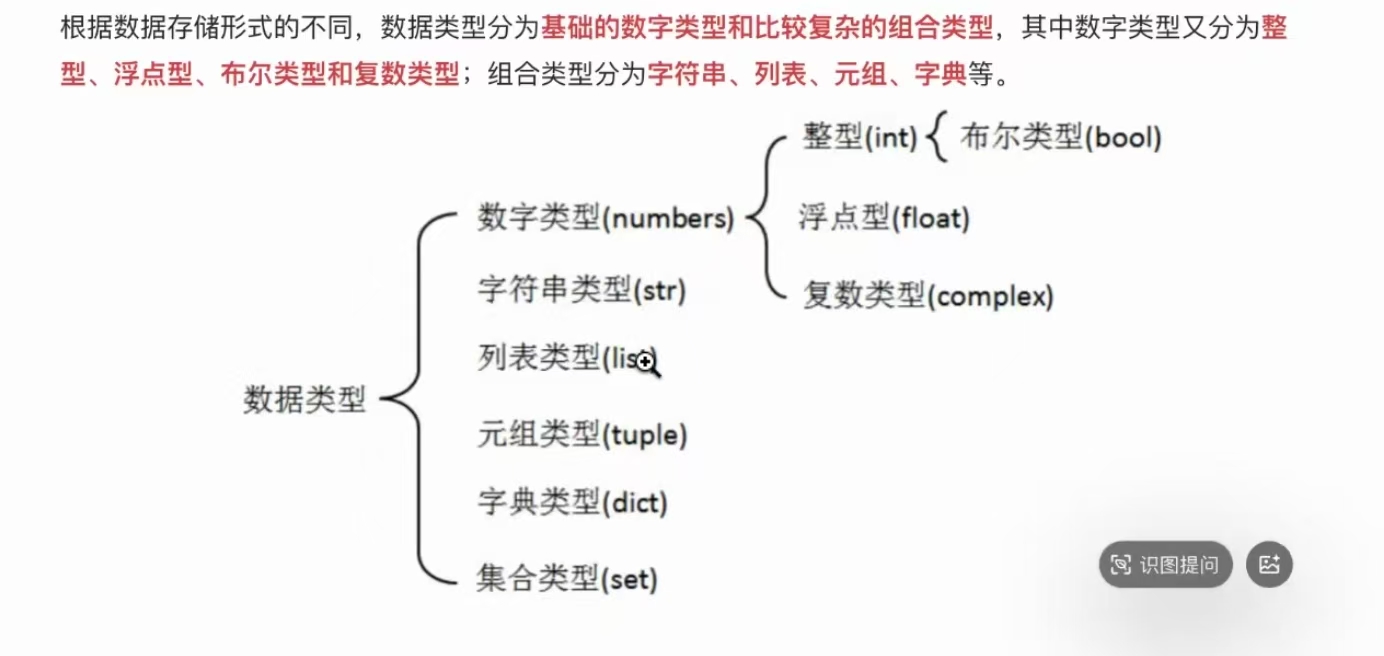 根据数据存储形式的不同，数据类型分为基础的数字类型和比较复杂的组合类型，其中数字类型又分为整
型、浮点型、布尔类型和复数类型；组合类型分为字符串、列表、元组、字典等。
整型(int) { 布尔类型(bool)
数字类型(numbers)
浮点型(float)
复数类型(complex)
字符串类型(str)
列表类型(list)
数据类型
元组类型(tuple)
字典类型(dict)
集合类型(set)
识图提问